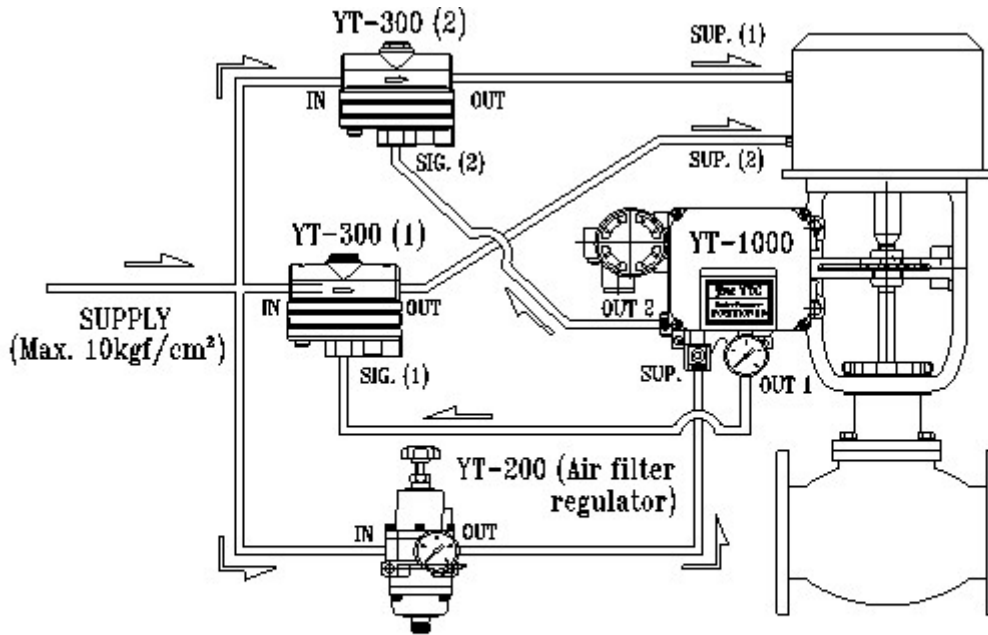 YT-300 (2)
SUP. (1)
IN
OUT
SIG. (2)
SUP. (2)
YT-300 (1)
YT-1000
IN
OUT
OUT 2
SUPPLY
(Max. 10kgf/cm²)
SIG. (1)
SUP.
OUT 1
YT-200 (Air filter
regulator)
IN
OUT